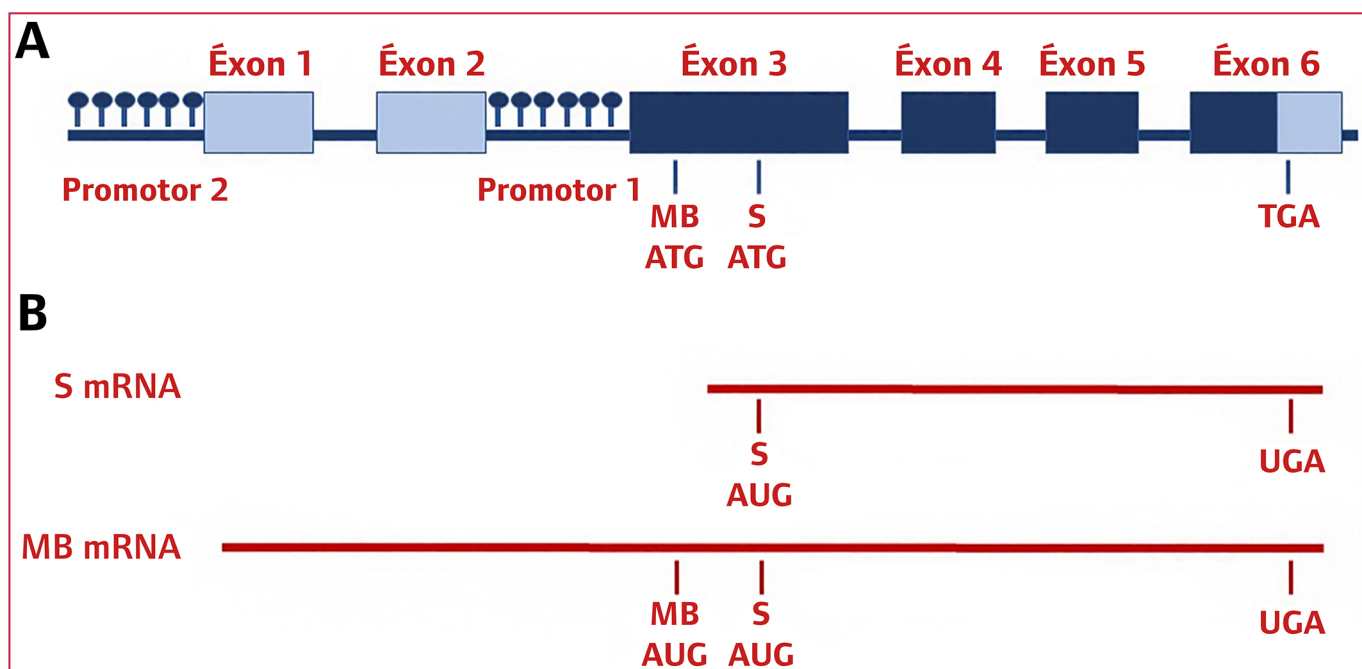 A
Éxon 1 Éxon 2 Éxon 3 Éxon 4 Éxon 5 Éxon 6
Promotor 2 Promotor 1
MB S TGA
ATG ATG
B
S mRNA
S UGA
AUG
MB mRNA
MB S UGA
AUG AUG